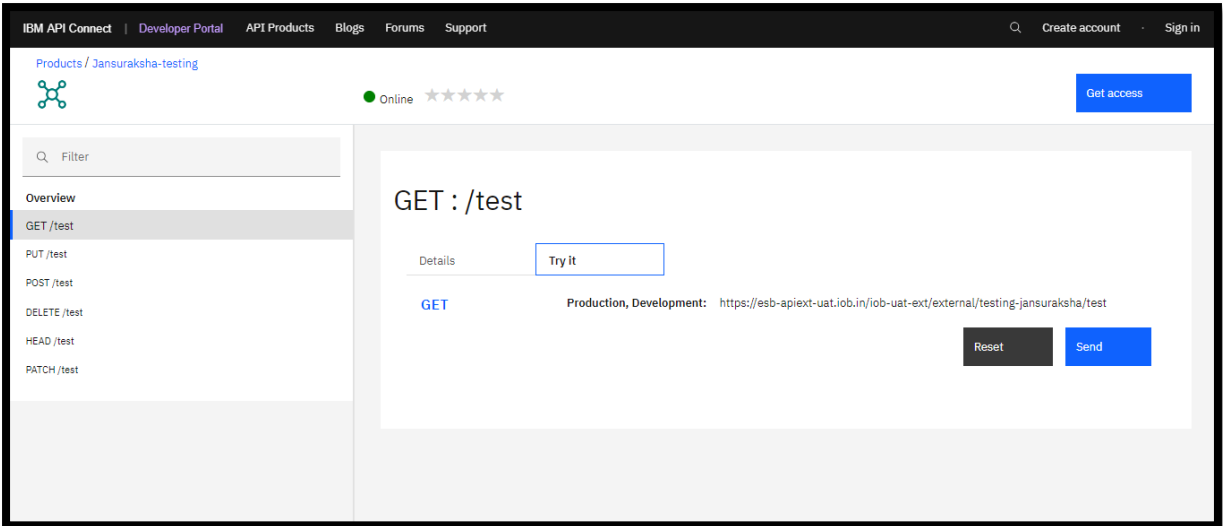 IBM API Connect | Developer Portal API Products Blogs Forums Support Create account · Sign in
Products / Jansuraksha-testing
Online
Get access
Filter
Overview
GET /test
PUT /test
POST /test
DELETE /test
HEAD /test
PATCH /test
GET : /test
Details Try it
GET Production, Development: https://esb-apiext-uat.iob.in/iob-uat-ext/external/testing-jansuraksha/test
Reset Send